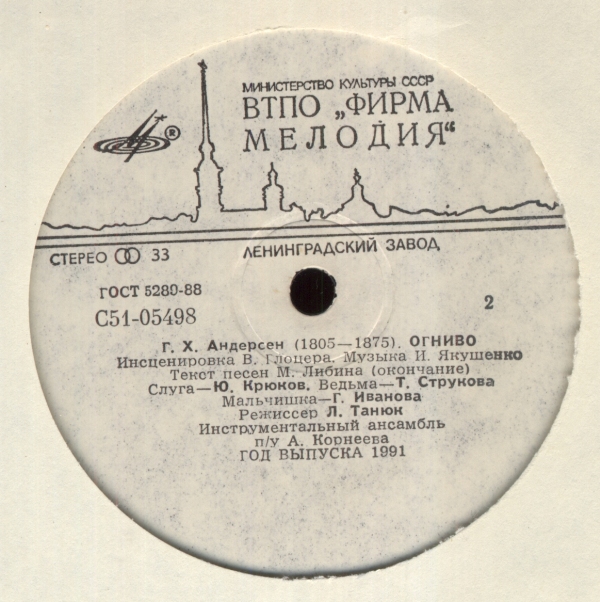 МИНИСТЕРСТВО КУЛЬТУРЫ СССР
ВТПО „ФИРМА
МЕЛОДИЯ“
®
СТЕРЕО 33
ЛЕНИНГРАДСКИЙ ЗАВОД
ГОСТ 5289-88
С51-05498
2
Г. Х. Андерсен (1805—1875). ОГНИВО
Инсценировка В. Глоцера. Музыка И. Якушенко
Текст песен М. Либина (окончание)
Слуга—Ю. Крюков, Ведьма—Т. Струкова
Мальчишка—Г. Иванова
Режиссер Л. Танюк
Инструментальный ансамбль
п/у А. Корнеева
ГОД ВЫПУСКА 1991